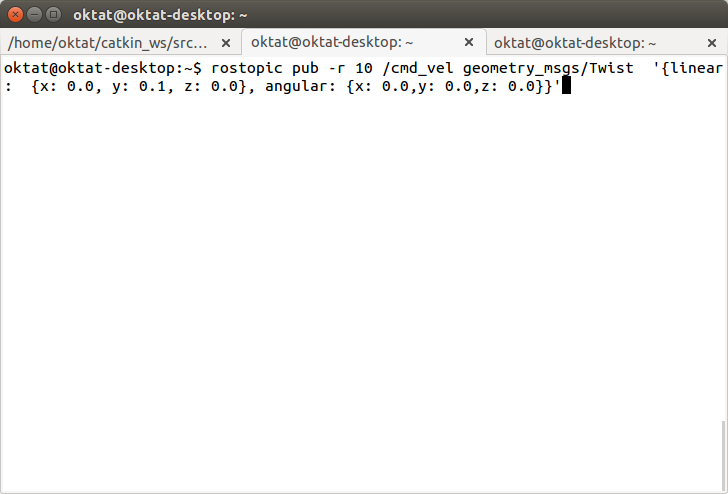 oktat@oktat-desktop: ~
/home/oktat/catkin_ws/src... oktat@oktat-desktop: ~ oktat@oktat-desktop: ~
oktat@oktat-desktop:~$ rostopic pub -r 10 /cmd_vel geometry_msgs/Twist  '{linear
:  {x: 0.0, y: 0.1, z: 0.0}, angular: {x: 0.0,y: 0.0,z: 0.0}}'